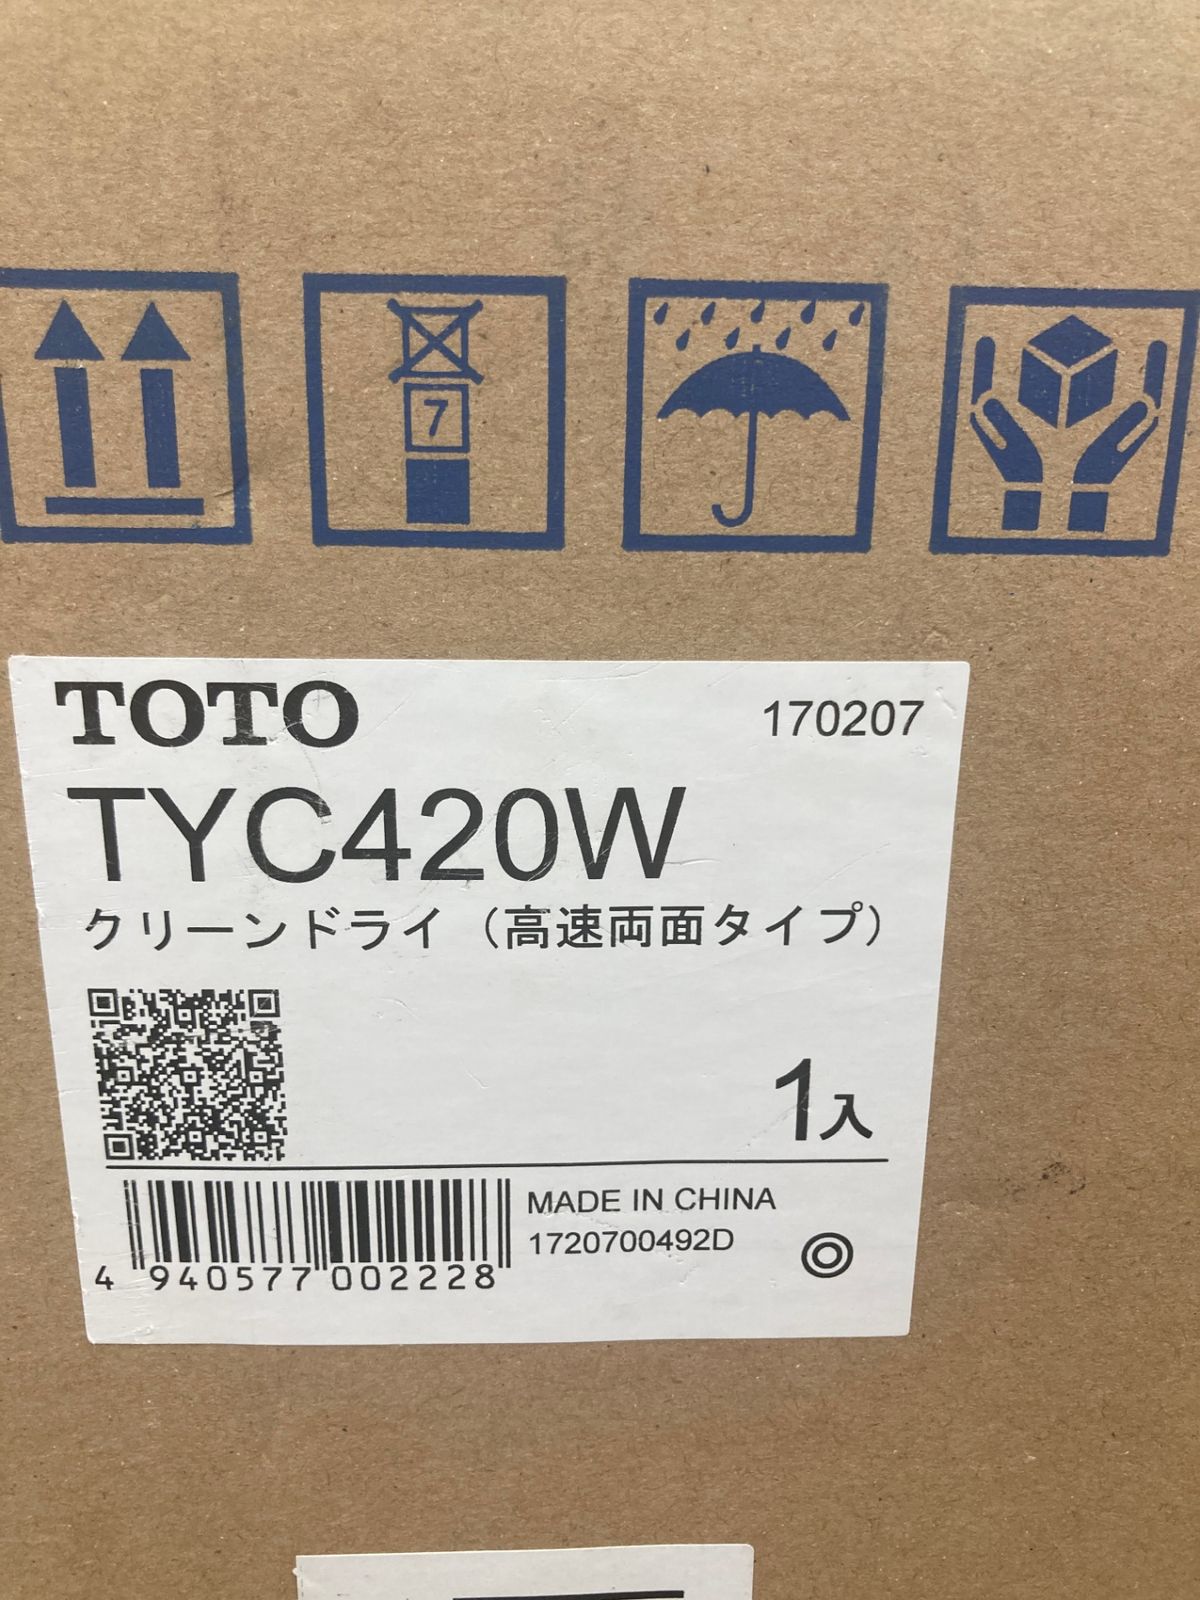 7
TOTO 170207
TYC420W
クリーンドライ（高速両面タイプ）
1入
MADE IN CHINA
1720700492D
4 940577 002228